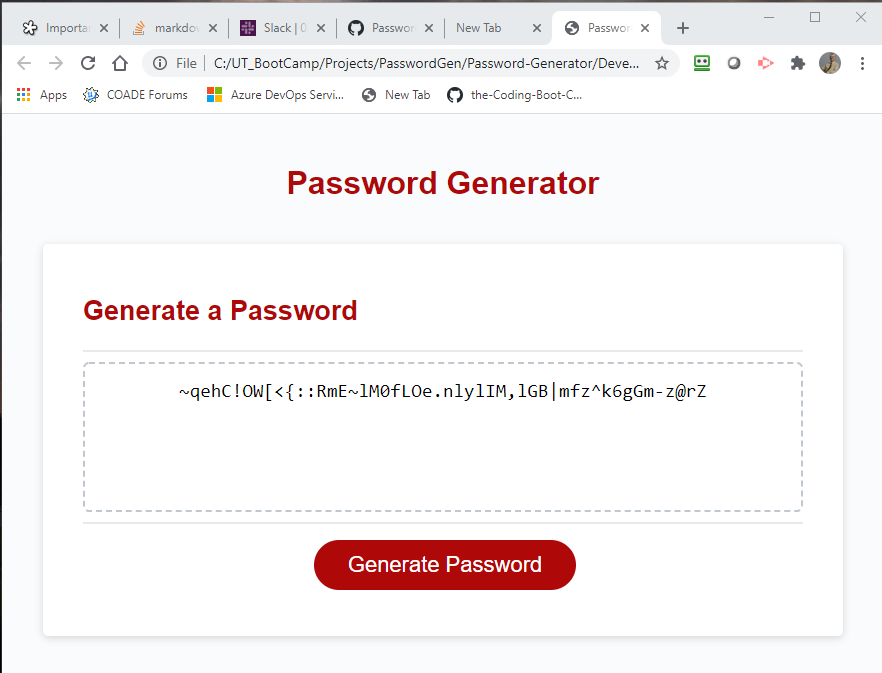 Importa
markdo
Slack | 0
Passwor
New Tab
Passwor
File
C:/UT_BootCamp/Projects/PasswordGen/Password-Generator/Deve...
Apps
COADE Forums
Azure DevOps Servi...
New Tab
the-Coding-Boot-C...
Password Generator
Generate a Password
~qehC!OW[<{::RmE~lM0fLOe.nlylIM,lGB|mfz^k6gGm-z@rZ
Generate Password